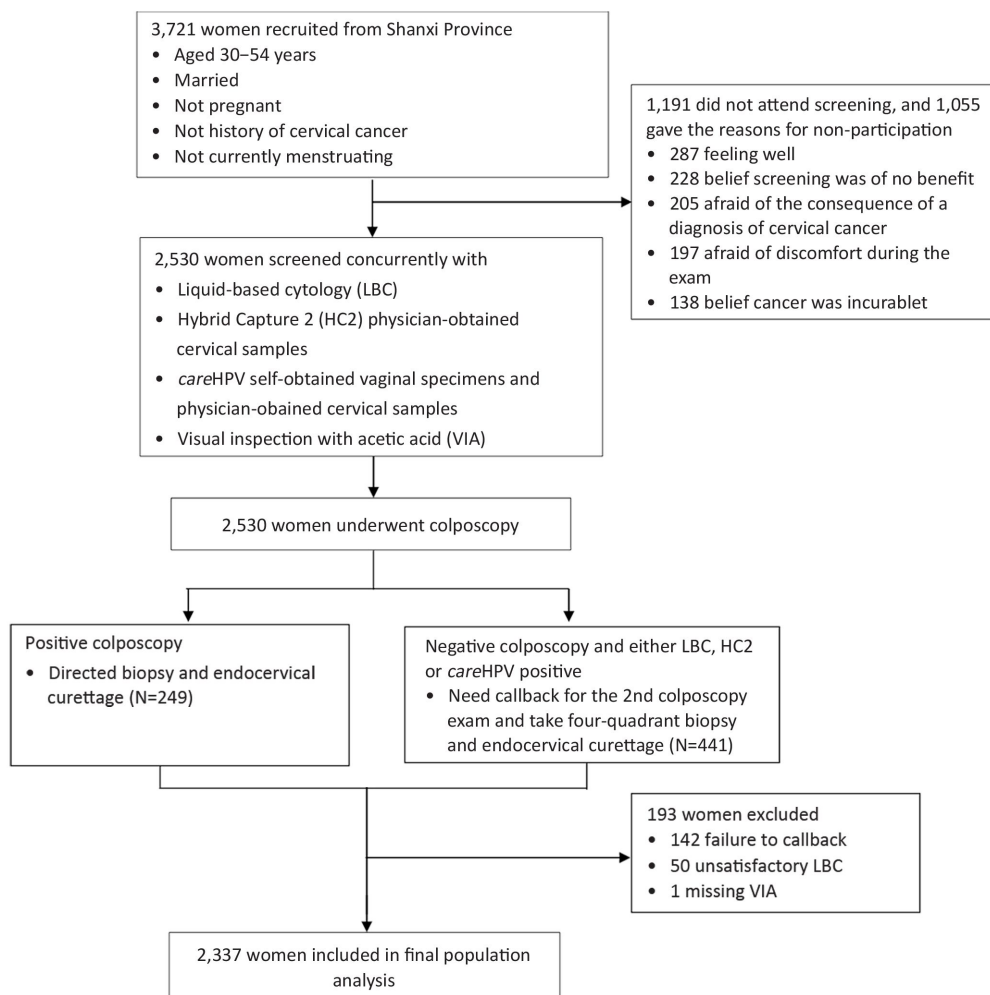 3,721 women recruited from Shanxi Province
• Aged 30–54 years
• Married
• Not pregnant
• Not history of cervical cancer
• Not currently menstruating
1,191 did not attend screening, and 1,055
gave the reasons for non-participation
• 287 feeling well
• 228 belief screening was of no benefit
• 205 afraid of the consequence of a
diagnosis of cervical cancer
• 197 afraid of discomfort during the
exam
• 138 belief cancer was incurablet
2,530 women screened concurrently with
• Liquid-based cytology (LBC)
• Hybrid Capture 2 (HC2) physician-obtained
cervical samples
• careHPV self-obtained vaginal specimens and
physician-obained cervical samples
• Visual inspection with acetic acid (VIA)
2,530 women underwent colposcopy
Positive colposcopy
• Directed biopsy and endocervical
curettage (N=249)
Negative colposcopy and either LBC, HC2
or careHPV positive
• Need callback for the 2nd colposcopy
exam and take four-quadrant biopsy
and endocervical curettage (N=441)
193 women excluded
• 142 failure to callback
• 50 unsatisfactory LBC
• 1 missing VIA
2,337 women included in final population
analysis